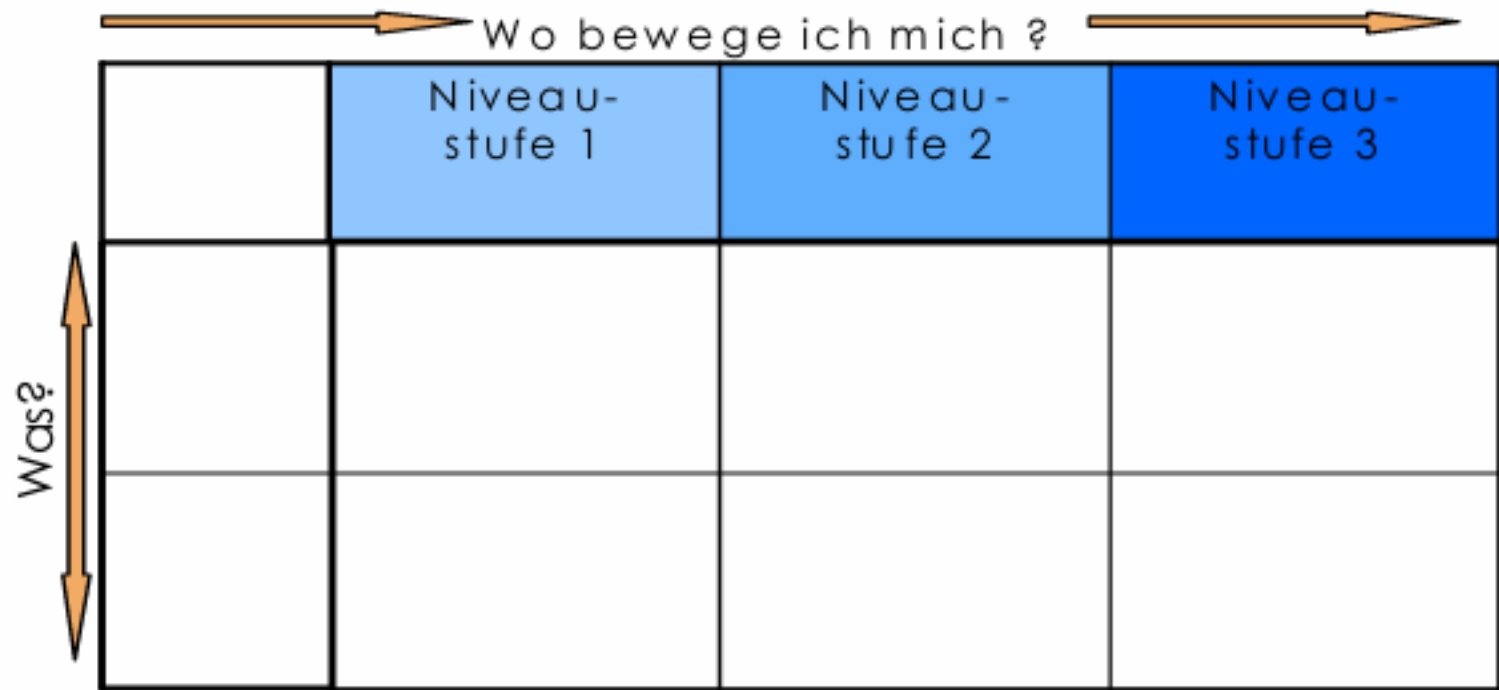 Wo bewege ich mich ?
Niveau-
stufe 1
Niveau-
stufe 2
Niveau-
stufe 3
Was?